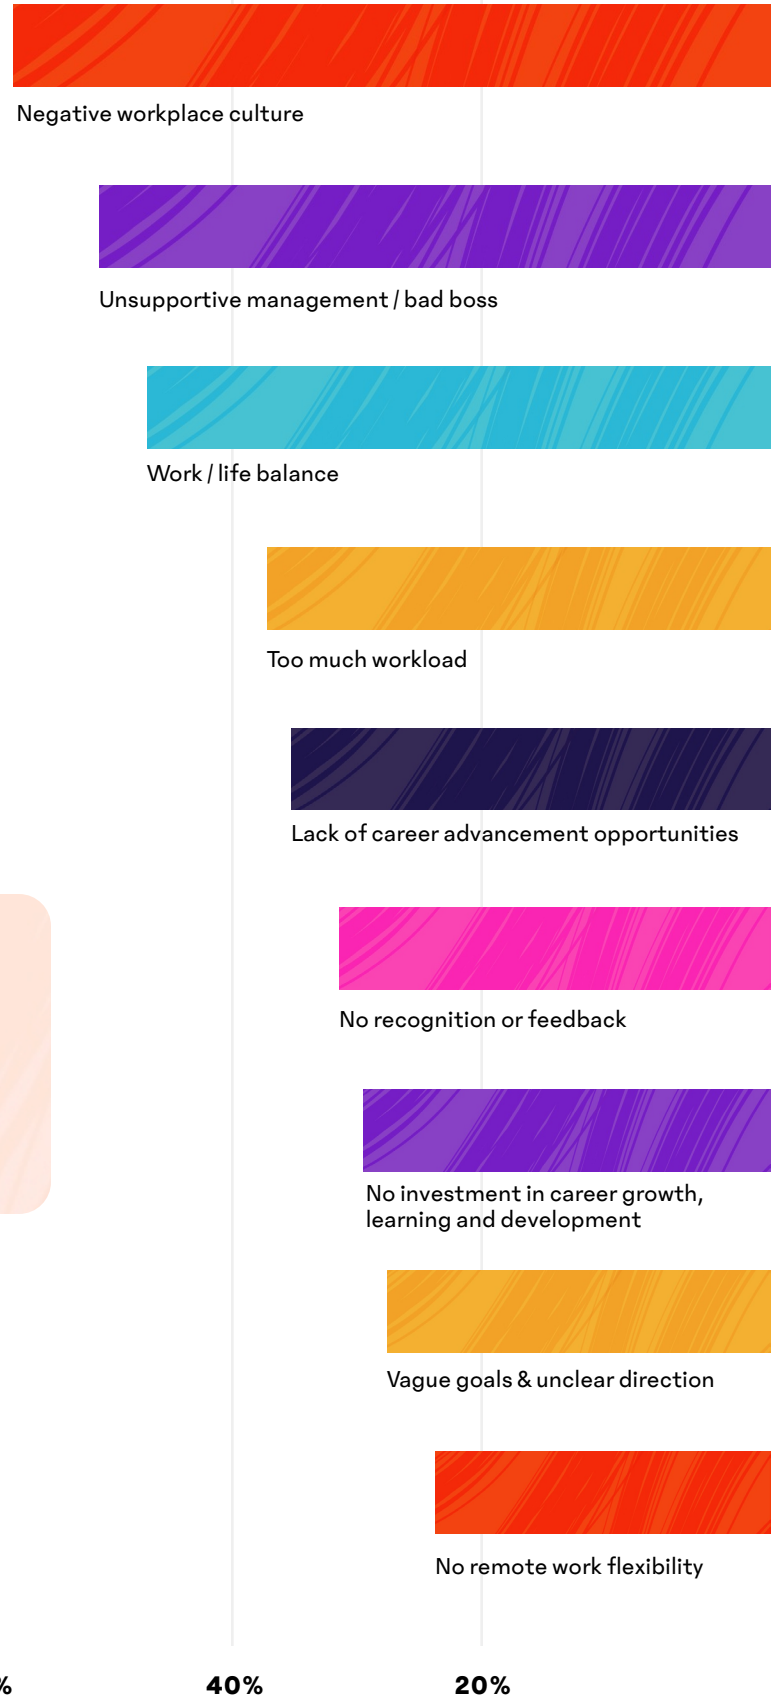 Negative workplace culture
Unsupportive management / bad boss
Work / life balance
Too much workload
Lack of career advancement opportunities
No recognition or feedback
No investment in career growth,
learning and development
Vague goals & unclear direction
No remote work flexibility
% 40% 20%